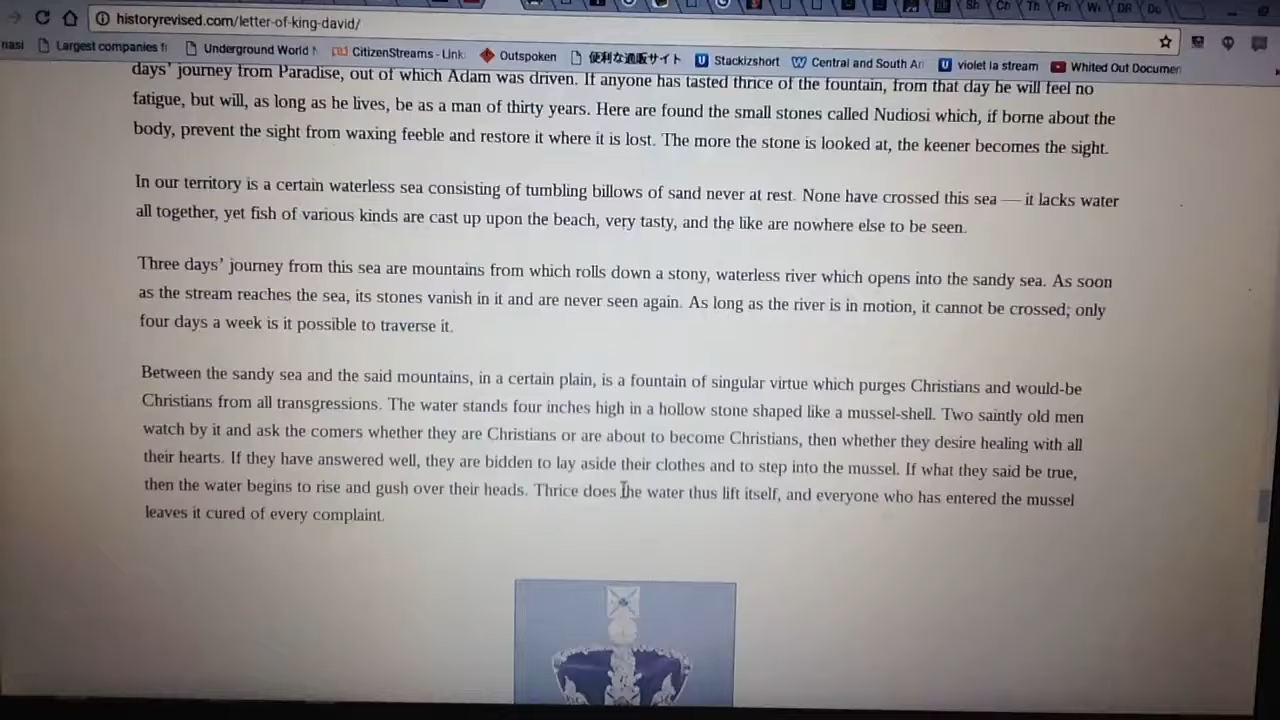 historyrevised.com/letter-of-king-david/
nasi Largest companies Underground World CitizenStreams - Link Outspoken 便利な通販サイト Stackizshort Central and South violet la stream Whited Out Documen
days' journey from Paradise, out of which Adam was driven. If anyone has tasted thrice of the fountain, from that day he will feel no
fatigue, but will, as long as he lives, be as a man of thirty years. Here are found the small stones called Nudiosi which, if borne about the
body, prevent the sight from waxing feeble and restore it where it is lost. The more the stone is looked at, the keener becomes the sight.
In our territory is a certain waterless sea consisting of tumbling billows of sand never at rest. None have crossed this sea — it lacks water
all together, yet fish of various kinds are cast up upon the beach, very tasty, and the like are nowhere else to be seen.
Three days' journey from this sea are mountains from which rolls down a stony, waterless river which opens into the sandy sea. As soon
as the stream reaches the sea, its stones vanish in it and are never seen again. As long as the river is in motion, it cannot be crossed; only
four days a week is it possible to traverse it.
Between the sandy sea and the said mountains, in a certain plain, is a fountain of singular virtue which purges Christians and would-be
Christians from all transgressions. The water stands four inches high in a hollow stone shaped like a mussel-shell. Two saintly old men
watch by it and ask the comers whether they are Christians or are about to become Christians, then whether they desire healing with all
their hearts. If they have answered well, they are bidden to lay aside their clothes and to step into the mussel. If what they said be true,
then the water begins to rise and gush over their heads. Thrice does the water thus lift itself, and everyone who has entered the mussel
leaves it cured of every complaint.